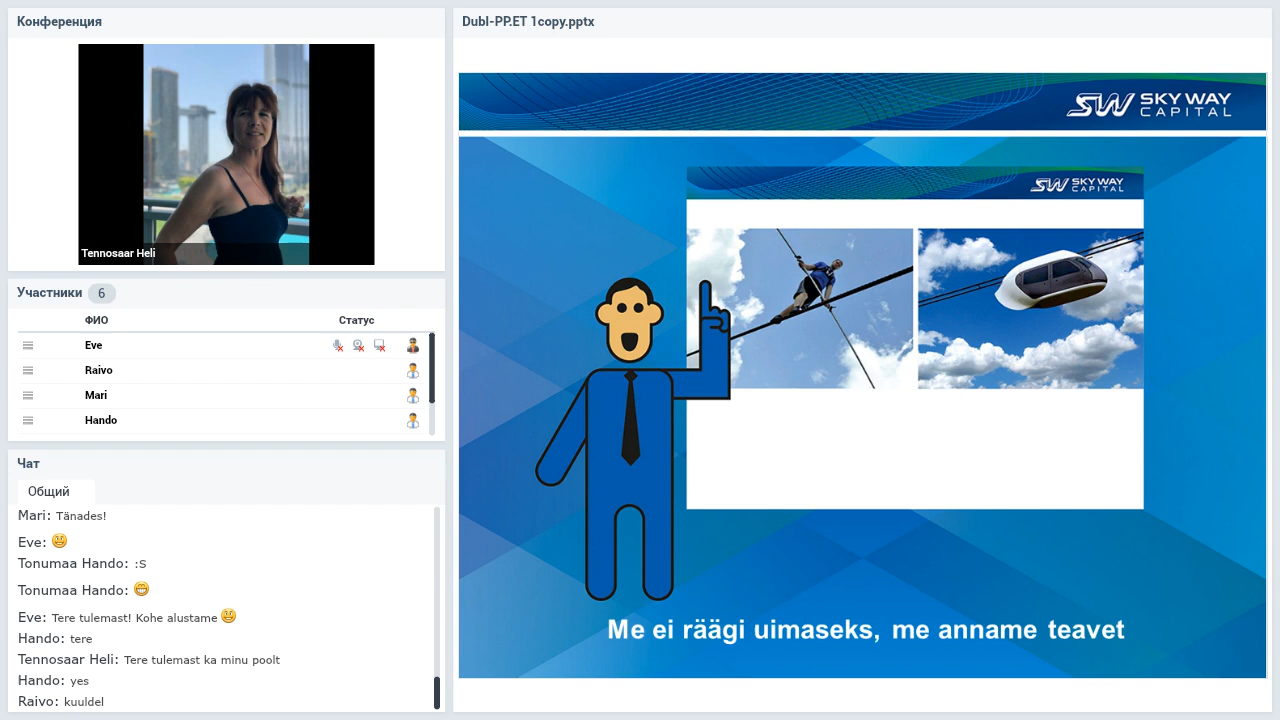 Конференция
Tennosaar Heli
Участники 6
ФИО Статус
Eve
Raivo
Mari
Hando
Чат
Общий
Mari: Tänades!
Eve:
Tonumaa Hando: :S
Tonumaa Hando:
Eve: Tere tulemast! Kohe alustame
Hando: tere
Tennosaar Heli: Tere tulemast ka minu poolt
Hando: yes
Raivo: kuuldel
Dubl-PP.ET 1copy.pptx
SW SKY WAY
CAPITAL
SW SKY WAY
CAPITAL
Me ei räägi uimaseks, me anname teavet